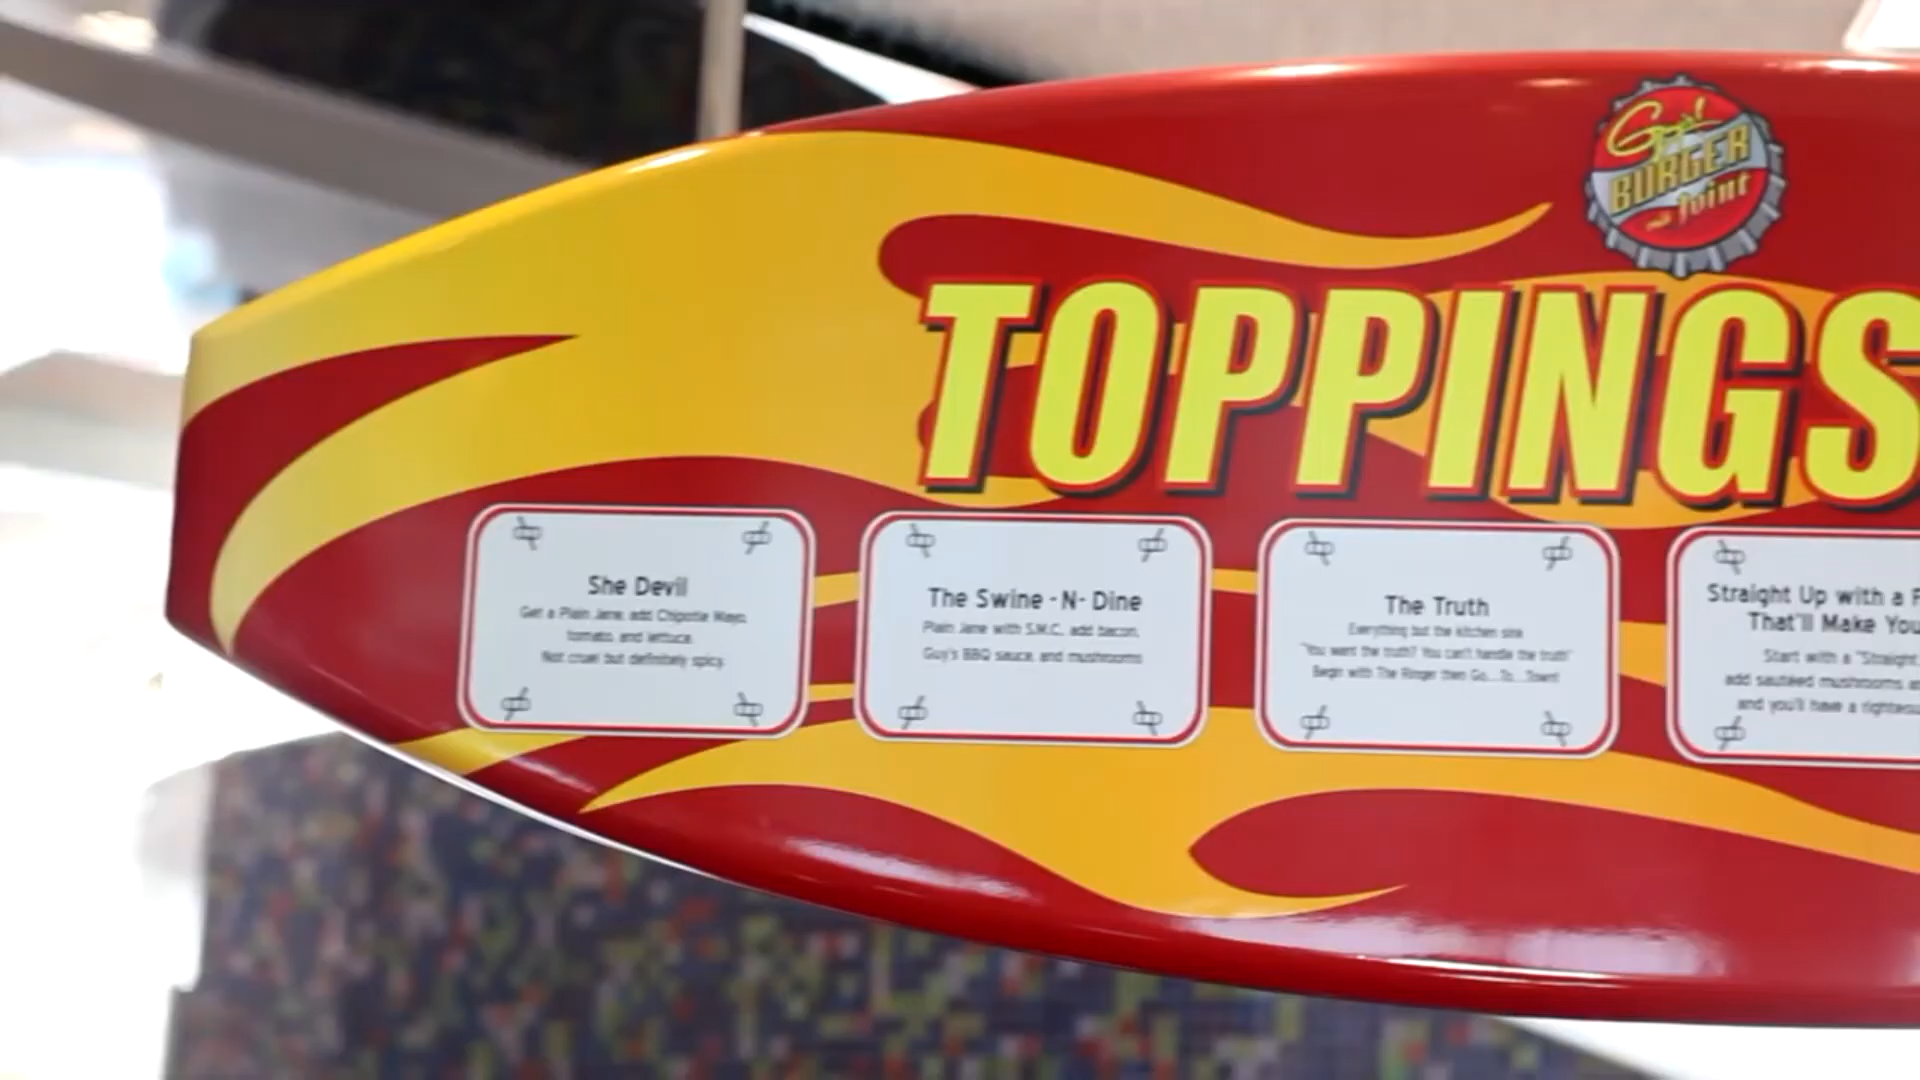 Guy's
BURGER
Joint
TOPPINGS
She Devil
Get a Plain Jane, add Chipotle Mayo,
tomato, and lettuce.
Not cruel but definitely spicy.
The Swine -N- Dine
Plain Jane with S.M.C. add bacon,
Guy's BBQ sauce, and mushrooms
The Truth
Everything but the kitchen sink
"You want the truth? You can't handle the truth"
Begin with The Ringer then Go...To...Town!
Straight Up with a
That'll Make You
Start with a "Straight
add sautéed mushrooms
and you'll have a